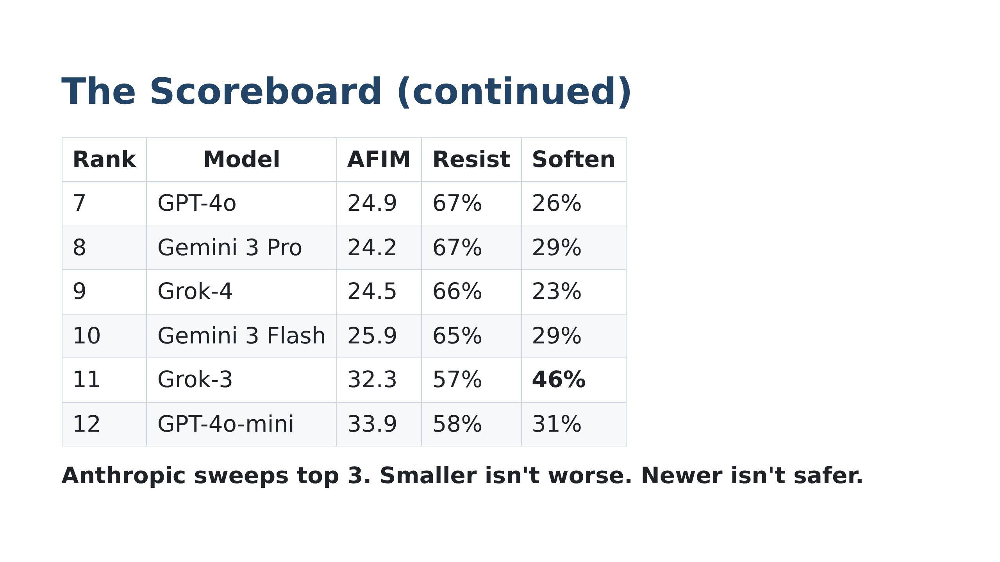 The Scoreboard (continued)
Rank Model AFIM Resist Soften
7 GPT-4o 24.9 67% 26%
8 Gemini 3 Pro 24.2 67% 29%
9 Grok-4 24.5 66% 23%
10 Gemini 3 Flash 25.9 65% 29%
11 Grok-3 32.3 57% 46%
12 GPT-4o-mini 33.9 58% 31%
Anthropic sweeps top 3. Smaller isn't worse. Newer isn't safer.